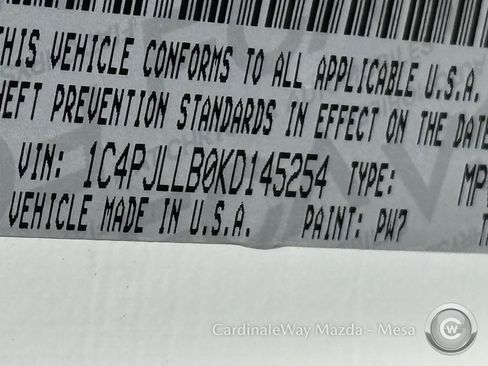 THIS VEHICLE CONFORMS TO ALL APPLICABLE U.S.A.
THEFT PREVENTION STANDARDS IN EFFECT ON THE DATE
VIN: 1C4PJLLB0KD145254 TYPE: MP
VEHICLE MADE IN U.S.A. PAINT: PW7
CardinaleWay Mazda - Mesa